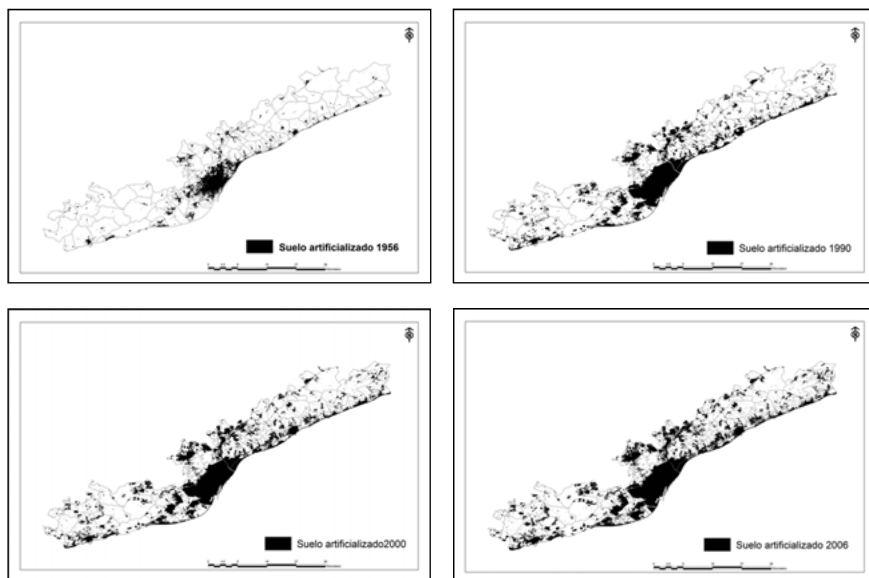 Suelo artificializado 1956
Suelo artificializado 1990
Suelo artificializado2000
Suelo artificializado 2006